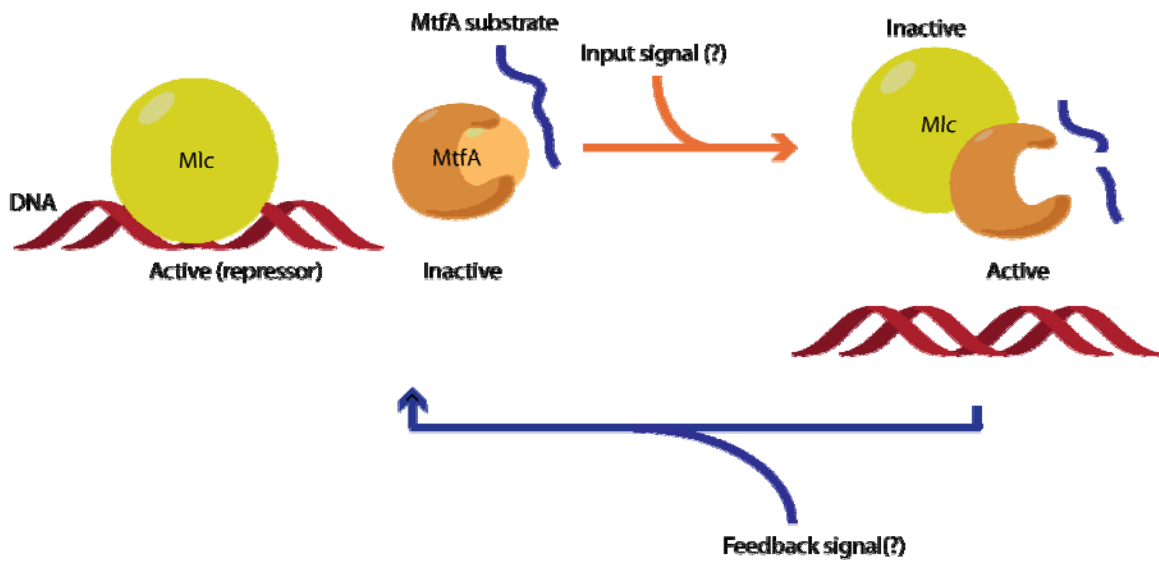 MtfA substrate
Input signal (?)
Inactive
Mlc
MtfA
Mlc
DNA
Active (repressor)
Inactive
Active
Feedback signal(?)